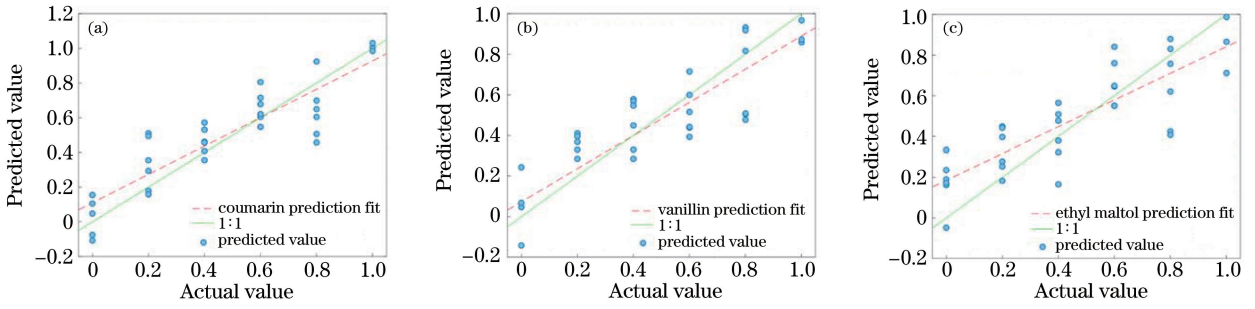 (a)
1.2
1.0
0.8
0.6
0.4
0.2
0
−0.2
Predicted value
coumarin prediction fit
1∶1
predicted value
0 0.2 0.4 0.6 0.8 1.0
Actual value
(b)
1.0
0.8
0.6
0.4
0.2
0
−0.2
Predicted value
vanillin prediction fit
1∶1
predicted value
0 0.2 0.4 0.6 0.8 1.0
Actual value
(c)
1.0
0.8
0.6
0.4
0.2
0
−0.2
Predicted value
ethyl maltol prediction fit
1∶1
predicted value
0 0.2 0.4 0.6 0.8 1.0
Actual value